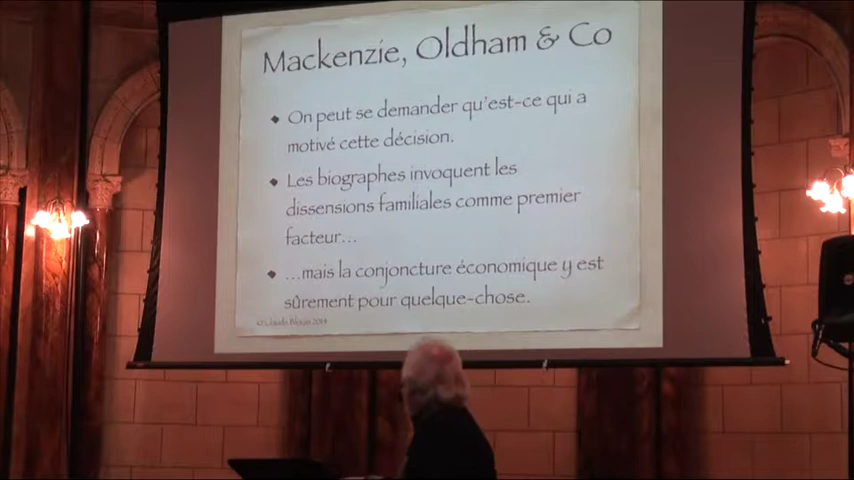 Mackenzie, Oldham & Co
On peut se demander qu'est-ce qui a
motivé cette décision.
Les biographes invoquent les
dissensions familiales comme premier
facteur...
...mais la conjoncture économique y est
sûrement pour quelque-chose.